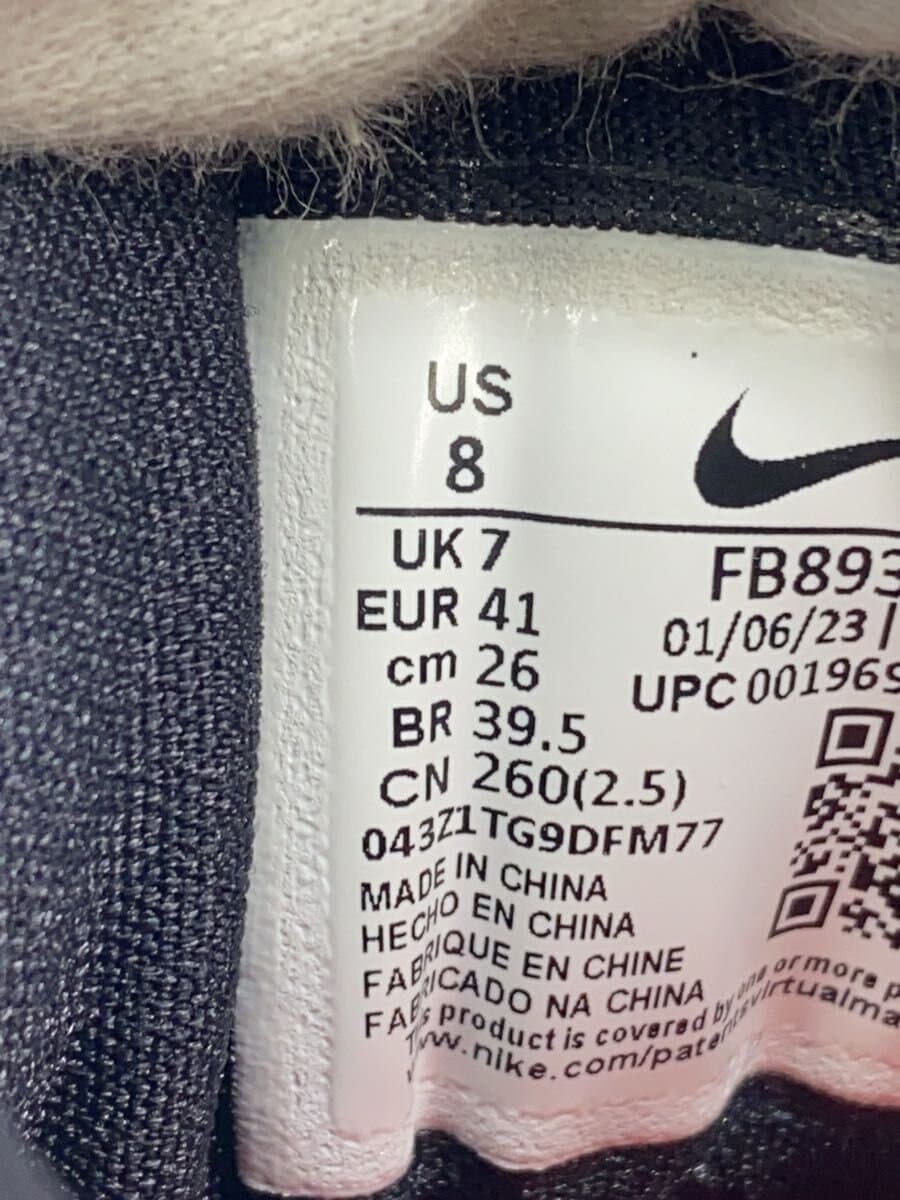 US
8
UK 7
EUR 41
cm 26
BR 39.5
CN 260(2.5)
043Z1TG9DFM77
MADE IN CHINA
HECHO EN CHINA
FABRIQUE EN CHINE
FABRICADO NA CHINA
product is covered by one or more
www.nike.com/patentsvirtualma
FB893
01/06/23 |
UPC 00196